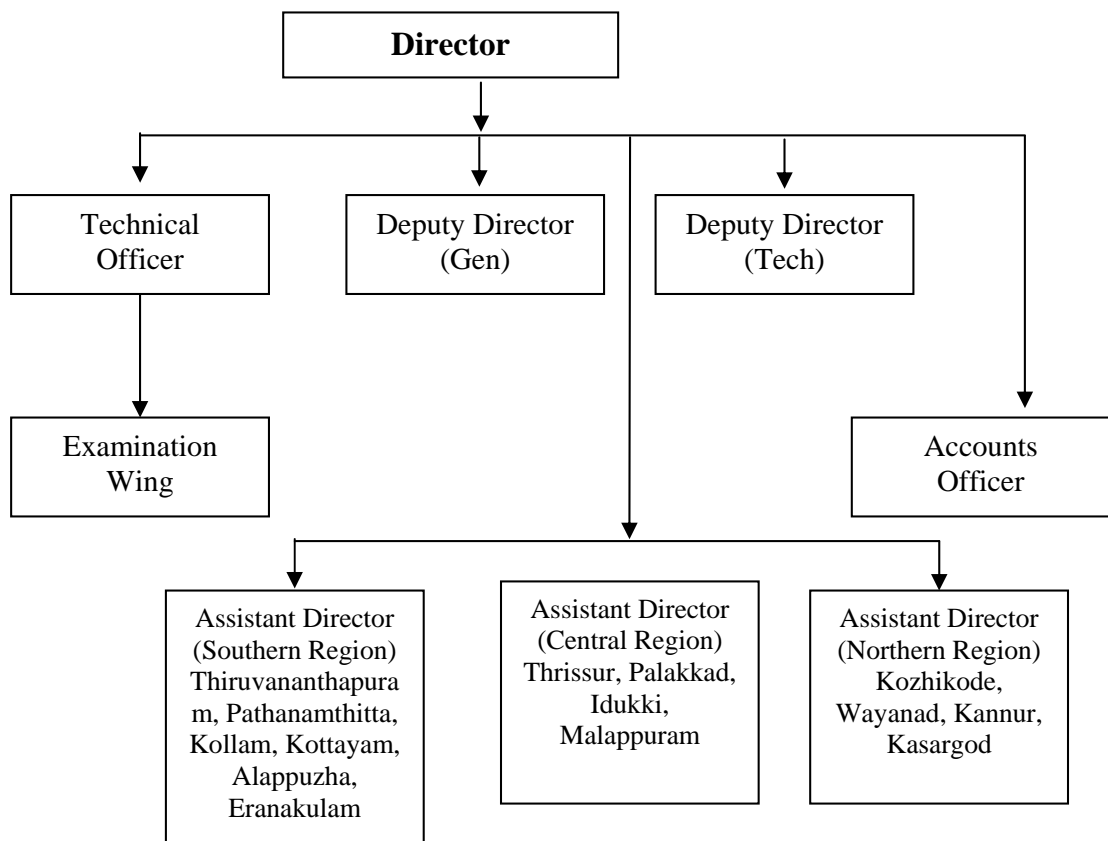 Director
Technical
Officer
Deputy Director
(Gen)
Deputy Director
(Tech)
Examination
Wing
Accounts
Officer
Assistant Director
(Southern Region)
Thiruvananthapura
m, Pathanamthitta,
Kollam, Kottayam,
Alappuzha,
Eranakulam
Assistant Director
(Central Region)
Thrissur, Palakkad,
Idukki,
Malappuram
Assistant Director
(Northern Region)
Kozhikode,
Wayanad, Kannur,
Kasargod